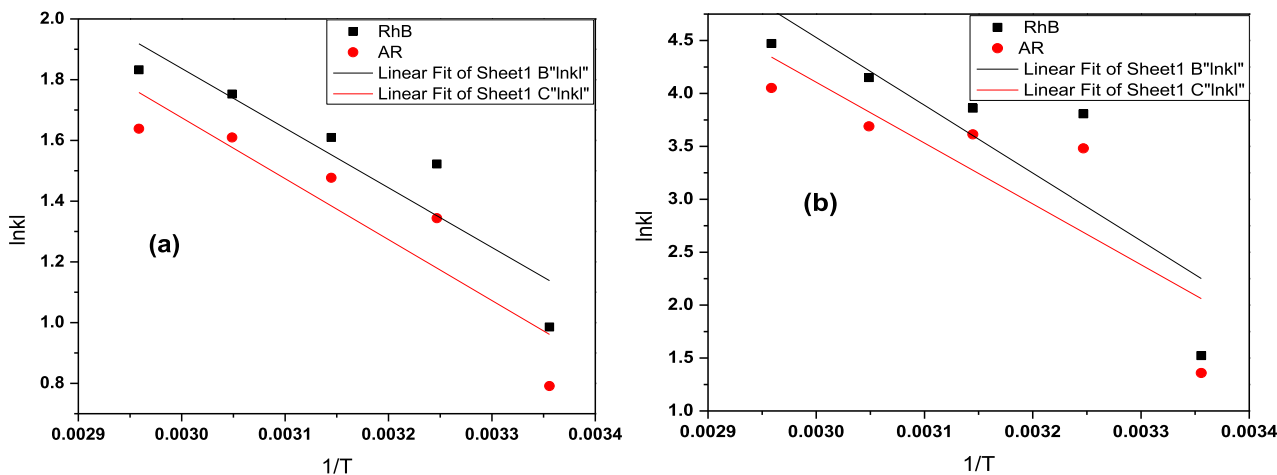 2.0
1.8
1.6
1.4
1.2
1.0
0.8
lnkl
RhB
AR
Linear Fit of Sheet1 B"lnkl"
Linear Fit of Sheet1 C"lnkl"
(a)
0.0029 0.0030 0.0031 0.0032 0.0033 0.0034
1/T
4.5
4.0
3.5
3.0
2.5
2.0
1.5
1.0
lnkl
RhB
AR
Linear Fit of Sheet1 B"lnkl"
Linear Fit of Sheet1 C"lnkl"
(b)
0.0029 0.0030 0.0031 0.0032 0.0033 0.0034
1/T